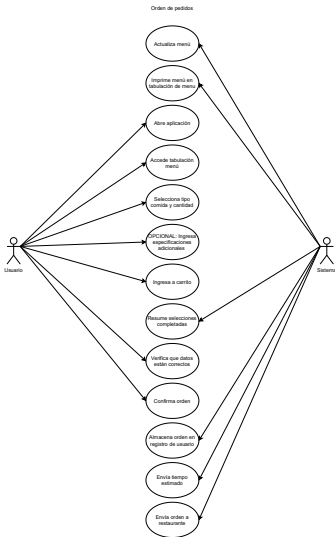 Orden de pedidos
Actualiza menú
Imprime menú en
tabulación de menu
Abre aplicación
Accede tabulación
menú
Selecciona tipo
comida y cantidad
OPCIONAL: Ingresa
especificaciones
adicionales
Usuario
Sistema
Ingresa a carrito
Resume selecciones
completadas
Verifica que datos
están correctos
Confirma orden
Almacena orden en
registro de usuario
Envía tiempo
estimado
Envía orden a
restaurante